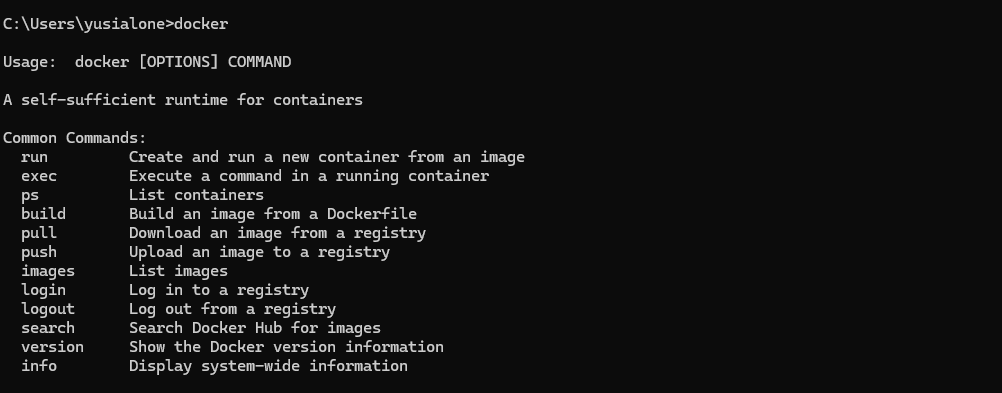 C:\Users\yusialone>docker
Usage:  docker [OPTIONS] COMMAND
A self-sufficient runtime for containers
Common Commands:
  run         Create and run a new container from an image
  exec        Execute a command in a running container
  ps          List containers
  build       Build an image from a Dockerfile
  pull        Download an image from a registry
  push        Upload an image to a registry
  images      List images
  login       Log in to a registry
  logout      Log out from a registry
  search      Search Docker Hub for images
  version     Show the Docker version information
  info        Display system-wide information